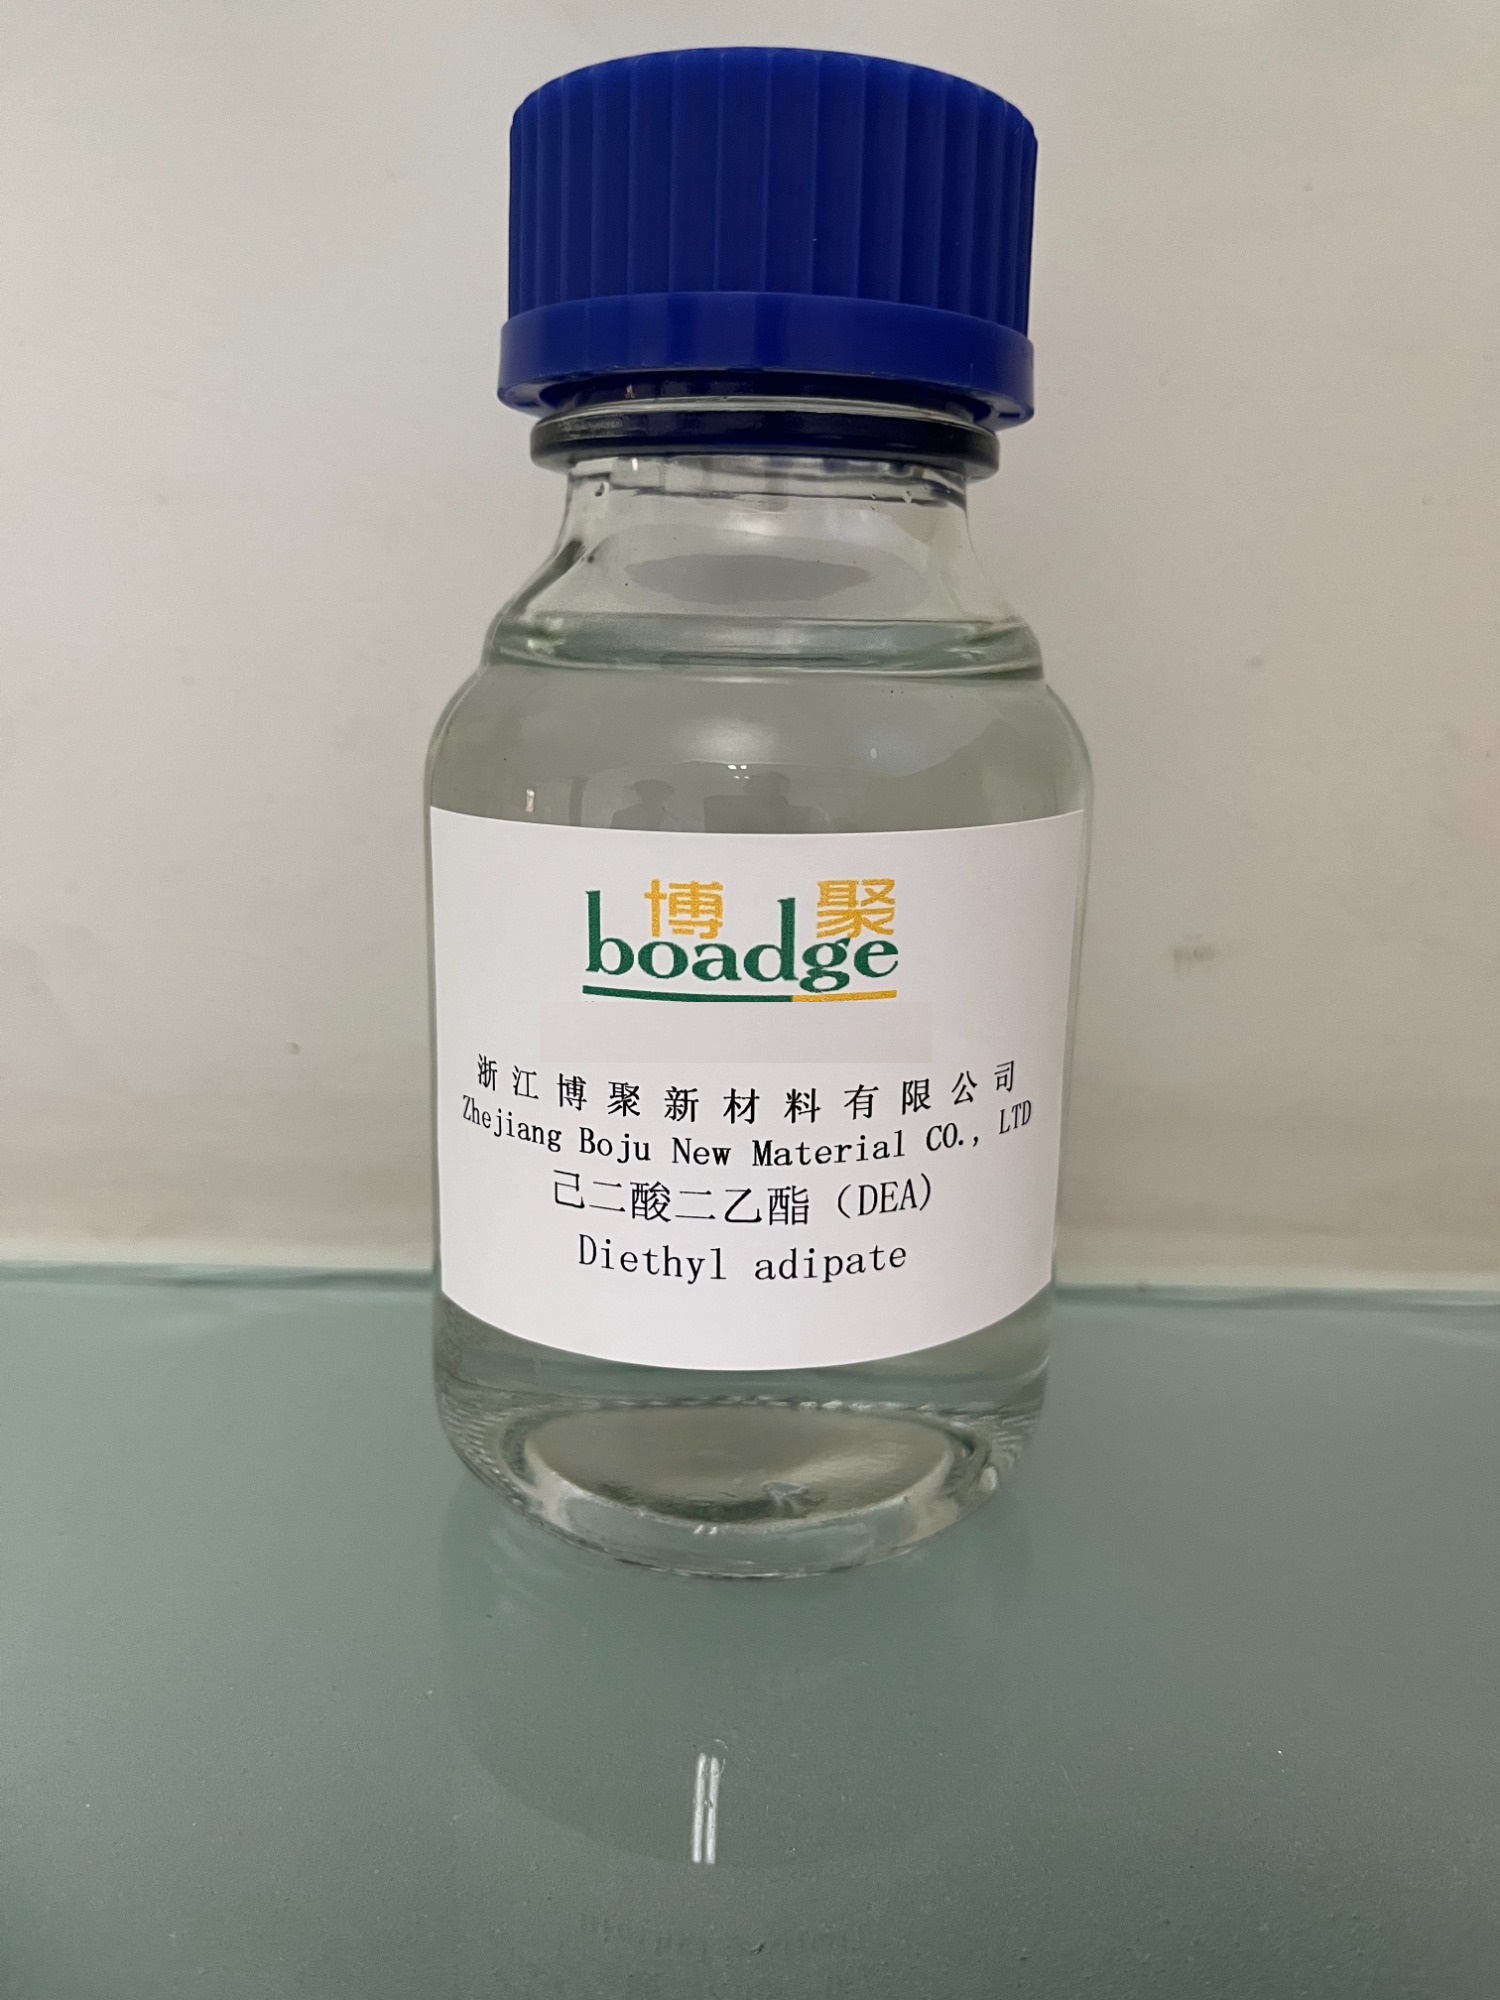 博聚
boadge
浙江博聚新材料有限公司
Zhejiang Boju New Material CO., LTD
己二酸二乙酯（DEA）
Diethyl adipate